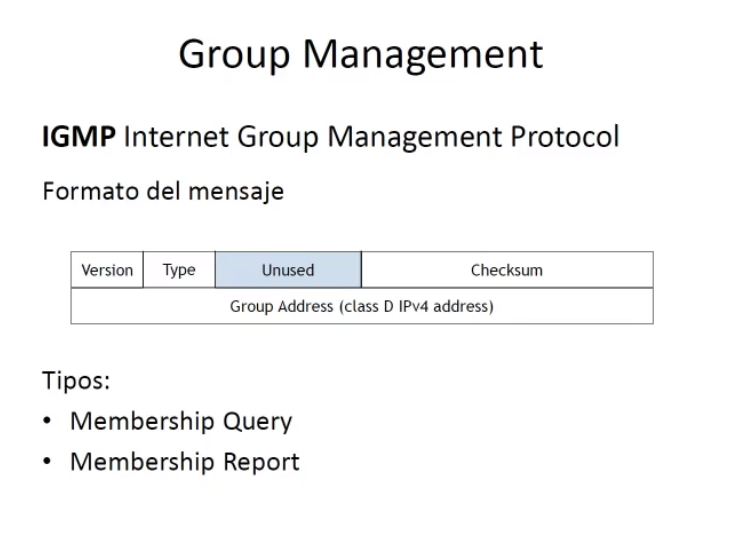 Group Management
IGMP Internet Group Management Protocol
Formato del mensaje
Version Type Unused Checksum
Group Address (class D IPv4 address)
Tipos:
• Membership Query
• Membership Report